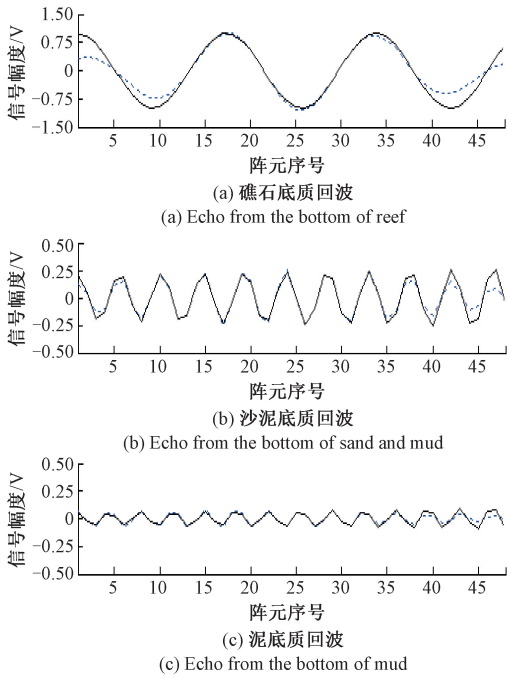 1.50
0.75
0
−0.75
−1.50
信号幅度/V
5 10 15 20 25 30 35 40 45
阵元序号
(a) 礁石底质回波
(a) Echo from the bottom of reef
0.50
0.25
0
−0.25
−0.50
信号幅度/V
5 10 15 20 25 30 35 40 45
阵元序号
(b) 沙泥底质回波
(b) Echo from the bottom of sand and mud
0.50
0.25
0
−0.25
−0.50
信号幅度/V
5 10 15 20 25 30 35 40 45
阵元序号
(c) 泥底质回波
(c) Echo from the bottom of mud